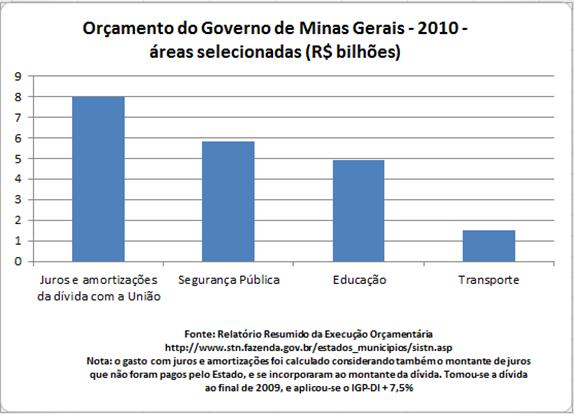 Orçamento do Governo de Minas Gerais - 2010 -
áreas selecionadas (R$ bilhões)
9
8
7
6
5
4
3
2
1
0
Juros e amortizações
da dívida com a União
Segurança Pública
Educação
Transporte
Fonte: Relatório Resumido da Execução Orçamentária
http://www.stn.fazenda.gov.br/estados_municipios/sistn.asp
Nota: o gasto com juros e amortizações foi calculado considerando também o montante de juros
que não foram pagos pelo Estado, e se incorporaram ao montante da dívida. Tomou-se a dívida
ao final de 2009, e aplicou-se o IGP-DI + 7,5%